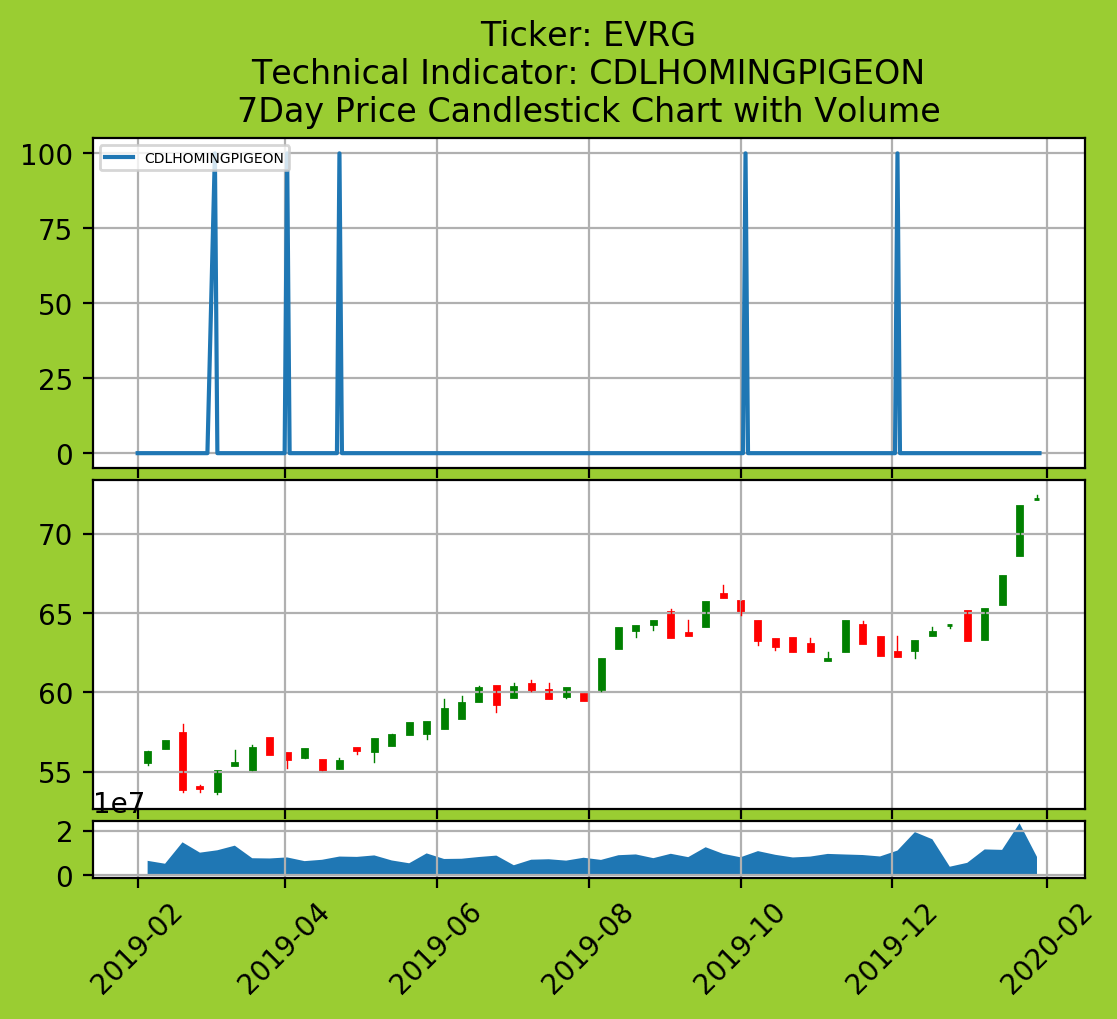 Ticker: EVRG
Technical Indicator: CDLHOMINGPIGEON
7Day Price Candlestick Chart with Volume
CDLHOMINGPIGEON
100
75
50
25
0
70
65
60
55
1e7
2
0
2019-02 2019-04 2019-06 2019-08 2019-10 2019-12 2020-02